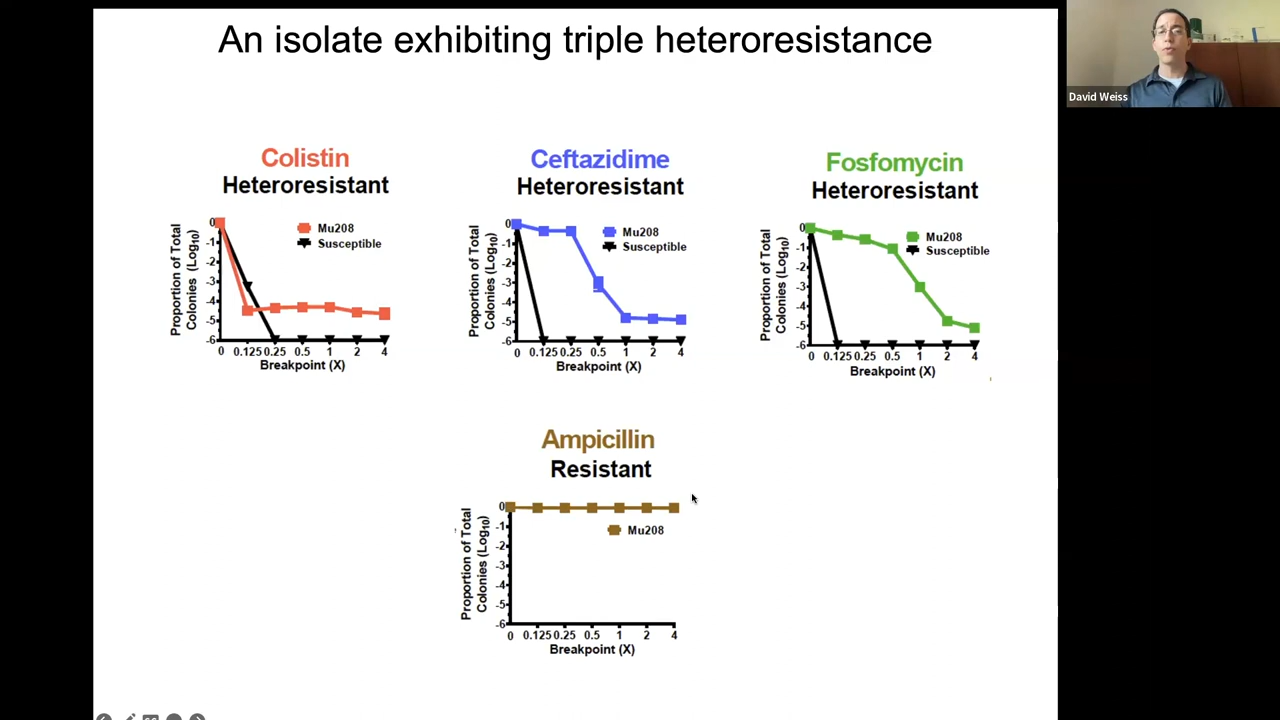 An isolate exhibiting triple heteroresistance
David Weiss
Colistin
Heteroresistant
Proportion of Total
Colonies (Log10)
0
-1
-2
-3
-4
-5
-6
Mu208
Susceptible
0 0.125 0.25 0.5 1 2 4
Breakpoint (X)
Ceftazidime
Heteroresistant
Proportion of Total
Colonies (Log10)
0
-1
-2
-3
-4
-5
-6
Mu208
Susceptible
0 0.125 0.25 0.5 1 2 4
Breakpoint (X)
Fosfomycin
Heteroresistant
Proportion of Total
Colonies (Log10)
0
-1
-2
-3
-4
-5
-6
Mu208
Susceptible
0 0.125 0.25 0.5 1 2 4
Breakpoint (X)
Ampicillin
Resistant
Proportion of Total
Colonies (Log10)
0
-1
-2
-3
-4
-5
-6
Mu208
0 0.125 0.25 0.5 1 2 4
Breakpoint (X)